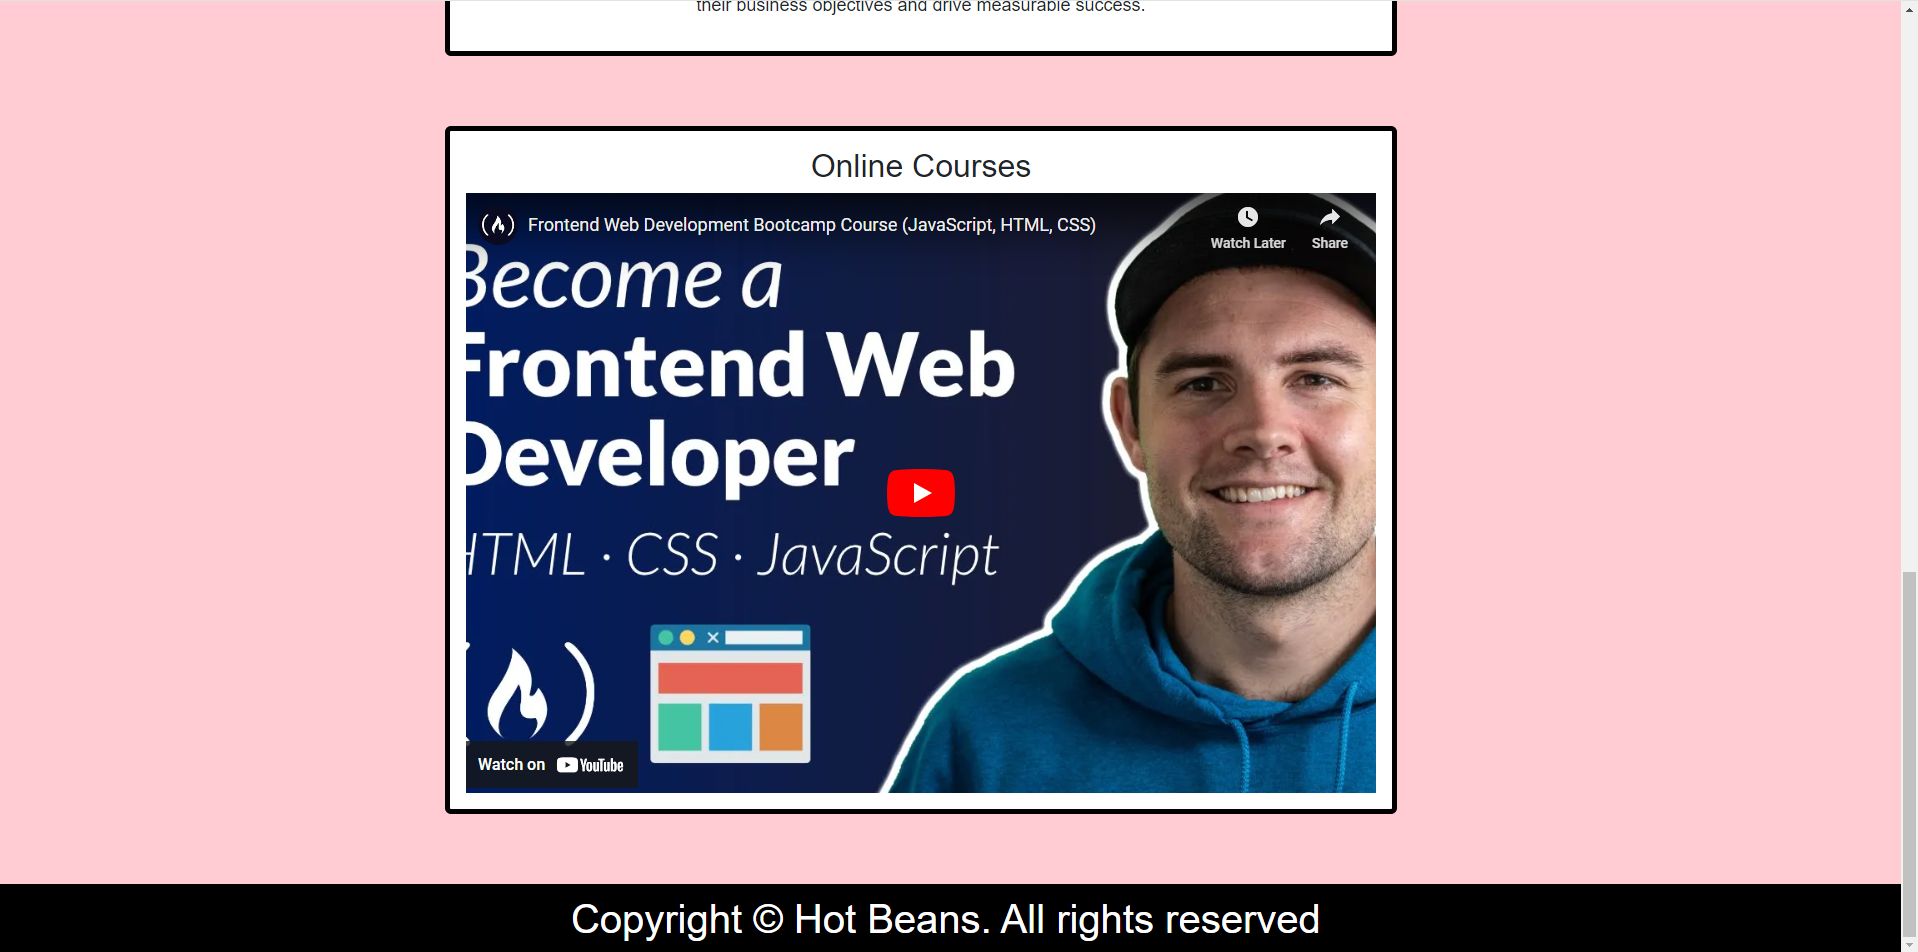 their business objectives and drive measurable success.
Online Courses
Frontend Web Development Bootcamp Course (JavaScript, HTML, CSS)
Watch Later
Share
Become a
Frontend Web
Developer
HTML · CSS · JavaScript
Watch on YouTube
Copyright © Hot Beans. All rights reserved